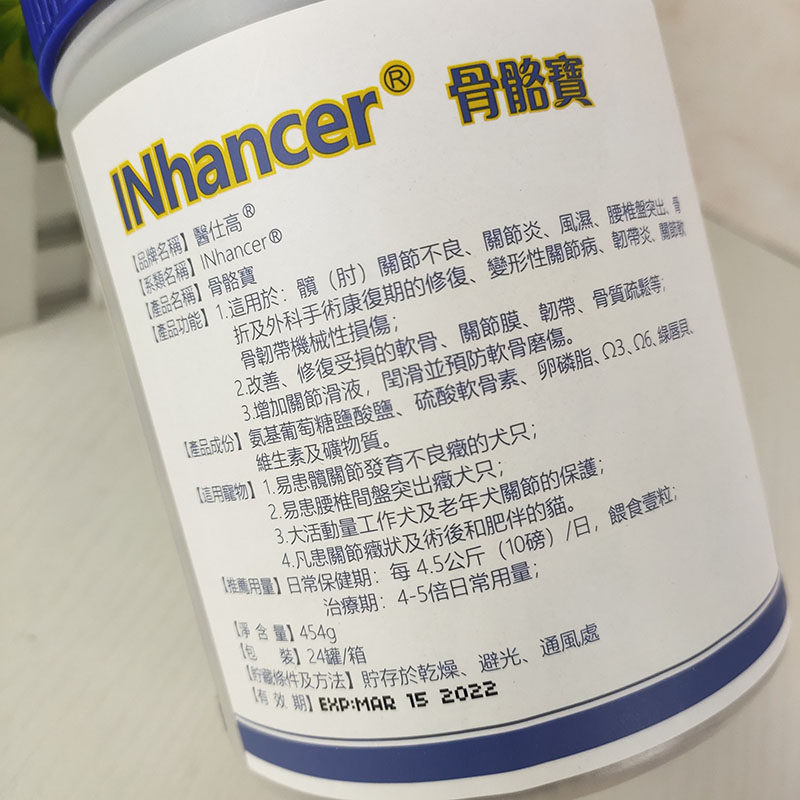 INhancer® 骨骼寶
【品牌名稱】醫仕高®
【系類名稱】INhancer®
【產品名稱】骨骼寶
【產品功能】1.這用於：髖（肘）關節不良、關節炎、風濕、腰椎盤突出、骨
折及外科手術康復期的修復、變形性關節病、韌帶炎、關節軟
骨韌帶機械性損傷；
2.改善、修復受損的軟骨、關節膜、韌帶、骨質疏鬆等；
3.增加關節滑液，閏滑並預防軟骨磨傷。
【產品成份】氨基葡萄糖鹽酸鹽、硫酸軟骨素、卵磷脂、Ω3、Ω6、綠唇貝、
維生素及礦物質。
【這用寵物】1.易患髖關節發育不良癥的犬只；
2.易患腰椎間盤突出癥犬只；
3.大活動量工作犬及老年犬關節的保護；
4.凡患關節癥狀及術後和肥伴的貓。
【推薦用量】日常保健期：每 4.5公斤（10磅）/日，餵食壹粒；
治療期：4-5倍日常用量；
【淨 含 量】454g
【包 裝】24罐/箱
【貯藏條件及方法】貯存於乾燥、避光、通風處
【有 效 期】EXP:MAR 15 2022